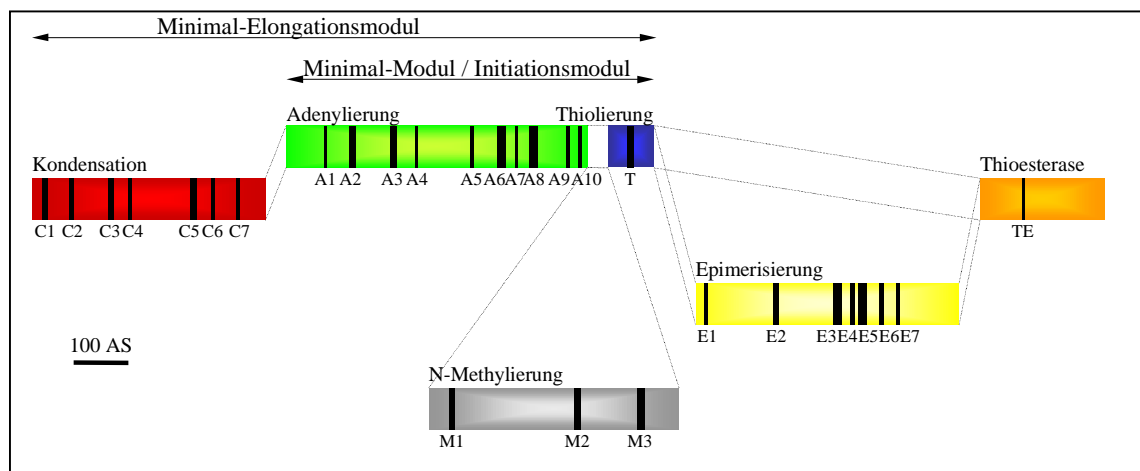 Minimal-Elongationsmodul
Minimal-Modul / Initiationsmodul
Adenylierung Thiolierung
Kondensation
Thioesterase
A1 A2 A3 A4 A5 A6 A7 A8 A9 A10 T
C1 C2 C3 C4 C5 C6 C7
TE
Epimerisierung
E1 E2 E3 E4 E5 E6 E7
100 AS
N-Methylierung
M1 M2 M3